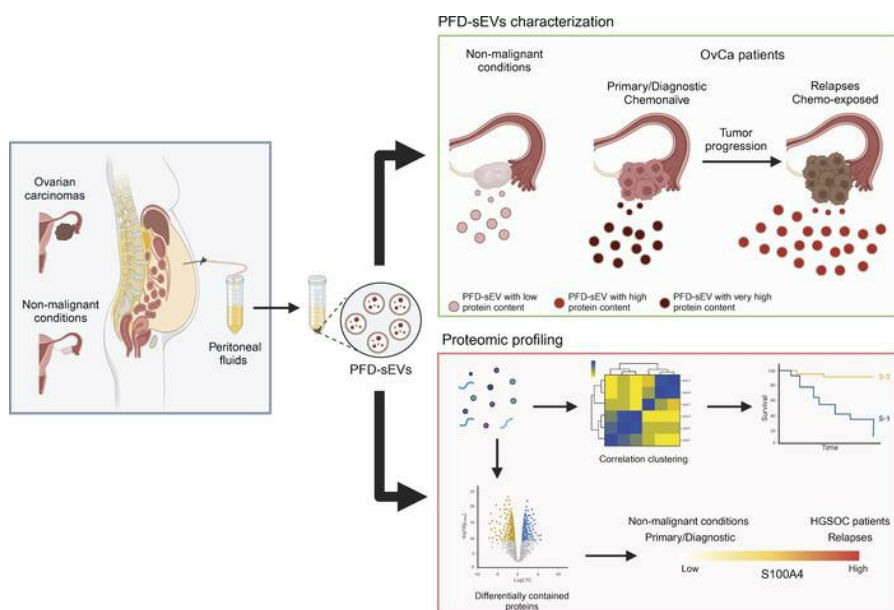 PFD-sEVs characterization
Non-malignant
conditions
OvCa patients
Primary/Diagnostic
Chemonaïve
Relapses
Chemo-exposed
Tumor
progression
PFD-sEV with low
protein content
PFD-sEV with high
protein content
PFD-sEV with very high
protein content
Ovarian
carcinomas
Non-malignant
conditions
Peritoneal
fluids
PFD-sEVs
Proteomic profiling
Correlation clustering
Survival
Time
S-2
S-1
Log2 FC
Differentially contained
proteins
Non-malignant conditions
Primary/Diagnostic
HGSOC patients
Relapses
Low
High
S100A4